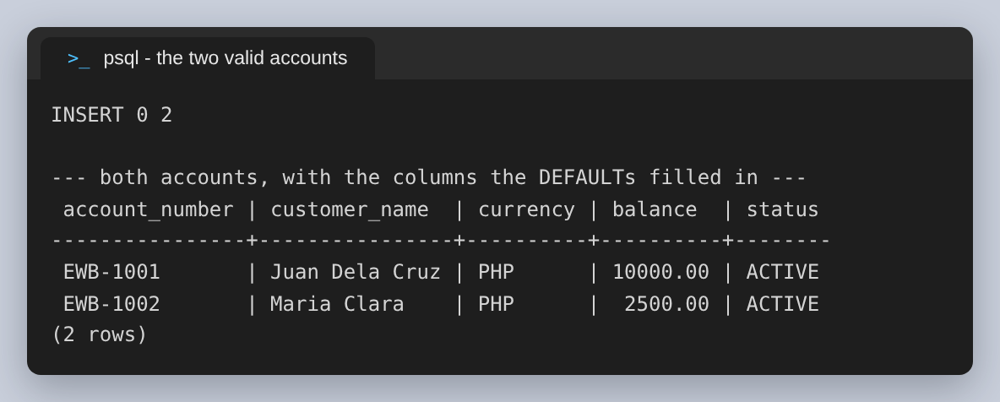 >_ psql - the two valid accounts
INSERT 0 2
--- both accounts, with the columns the DEFAULTs filled in ---
 account_number | customer_name  | currency | balance  | status
----------------+----------------+----------+----------+--------
 EWB-1001       | Juan Dela Cruz | PHP      | 10000.00 | ACTIVE
 EWB-1002       | Maria Clara    | PHP      |  2500.00 | ACTIVE
(2 rows)